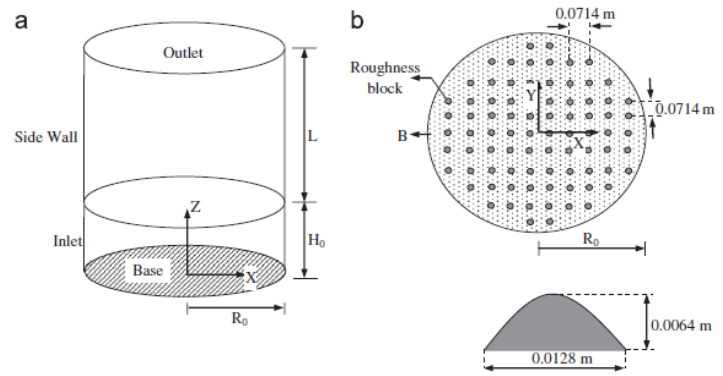 a
Outlet
Side Wall
L
Z
Inlet
H₀
Base
X
R₀
b
0.0714 m
Roughness
block
Y
0.0714 m
B
X
R₀
0.0064 m
0.0128 m